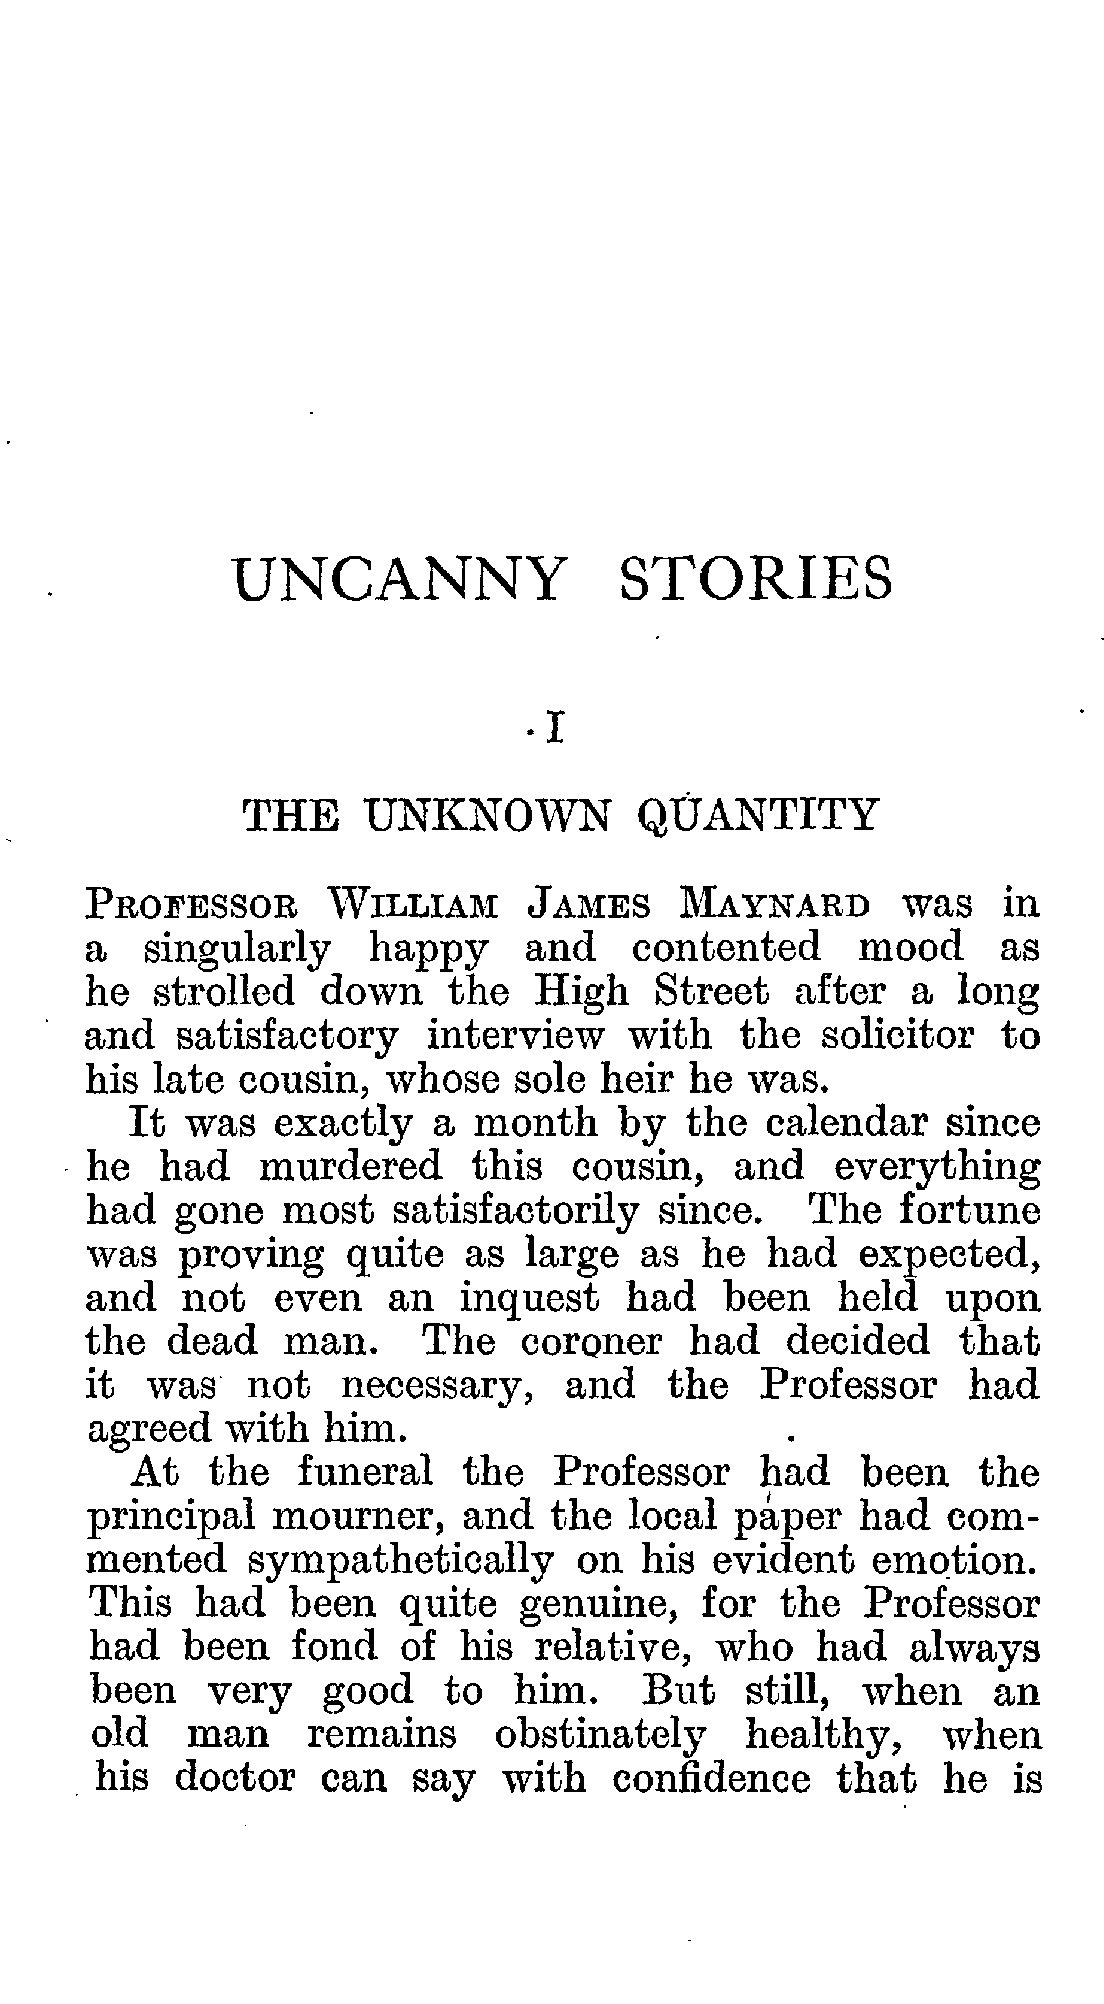 UNCANNY STORIES
I
THE UNKNOWN QUANTITY
PROFESSOR WILLIAM JAMES MAYNARD was in
a singularly happy and contented mood as
he strolled down the High Street after a long
and satisfactory interview with the solicitor to
his late cousin, whose sole heir he was.
It was exactly a month by the calendar since
he had murdered this cousin, and everything
had gone most satisfactorily since. The fortune
was proving quite as large as he had expected,
and not even an inquest had been held upon
the dead man. The coroner had decided that
it was not necessary, and the Professor had
agreed with him.
At the funeral the Professor had been the
principal mourner, and the local paper had com-
mented sympathetically on his evident emotion.
This had been quite genuine, for the Professor
had been fond of his relative, who had always
been very good to him. But still, when an
old man remains obstinately healthy, when
his doctor can say with confidence that he is